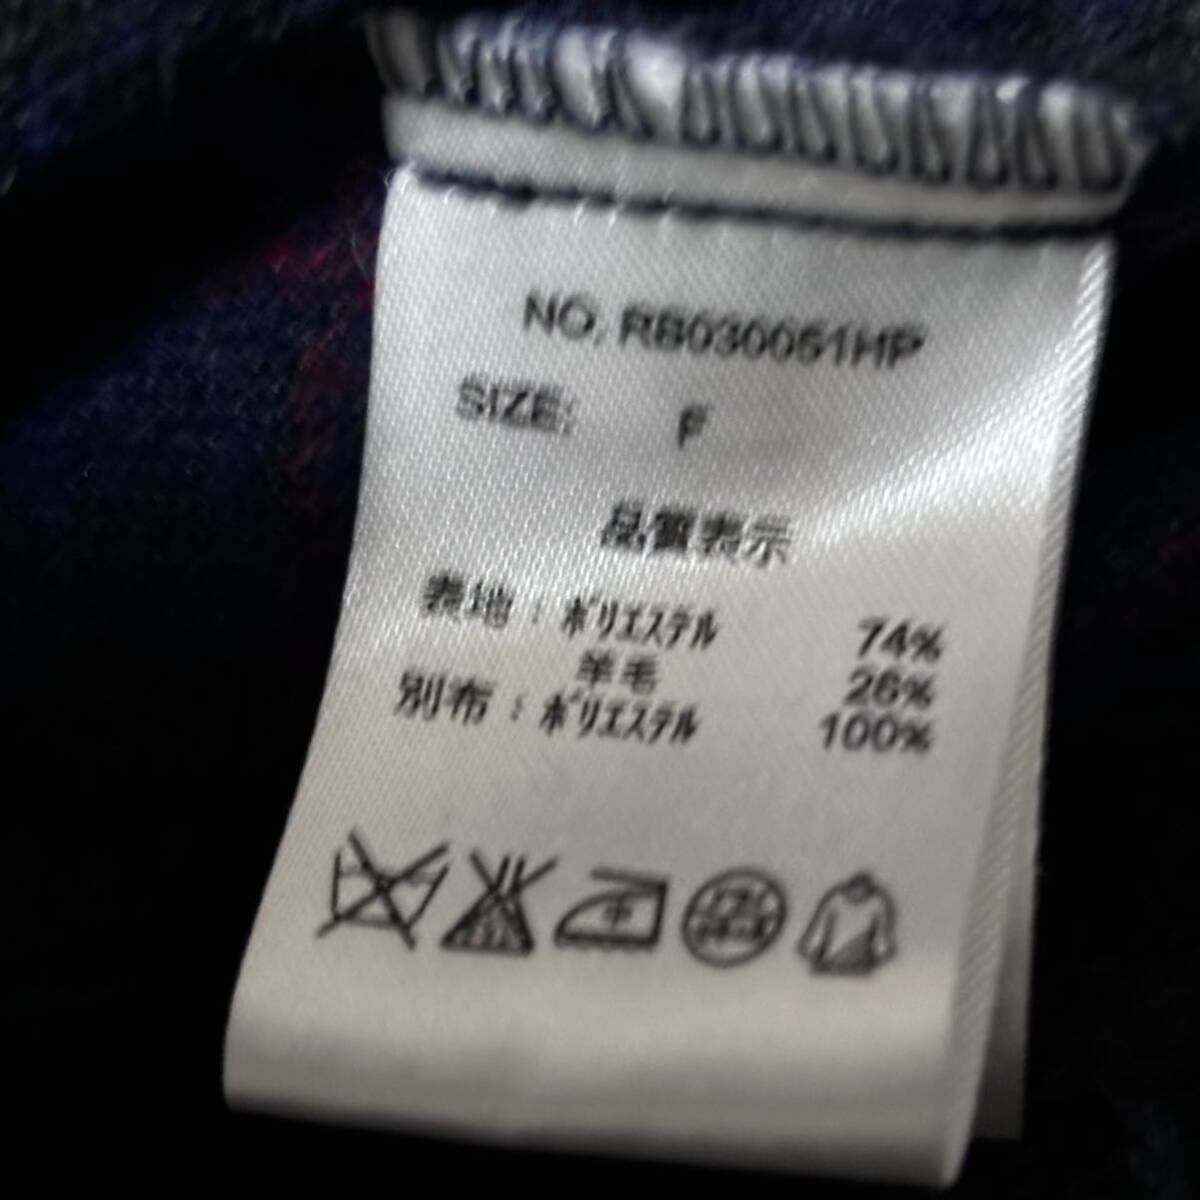 NO. RB030051HP
SIZE: F
品質表示
表地 : ポリエステル 74%
羊毛 26%
別布 : ポリエステル 100%
中